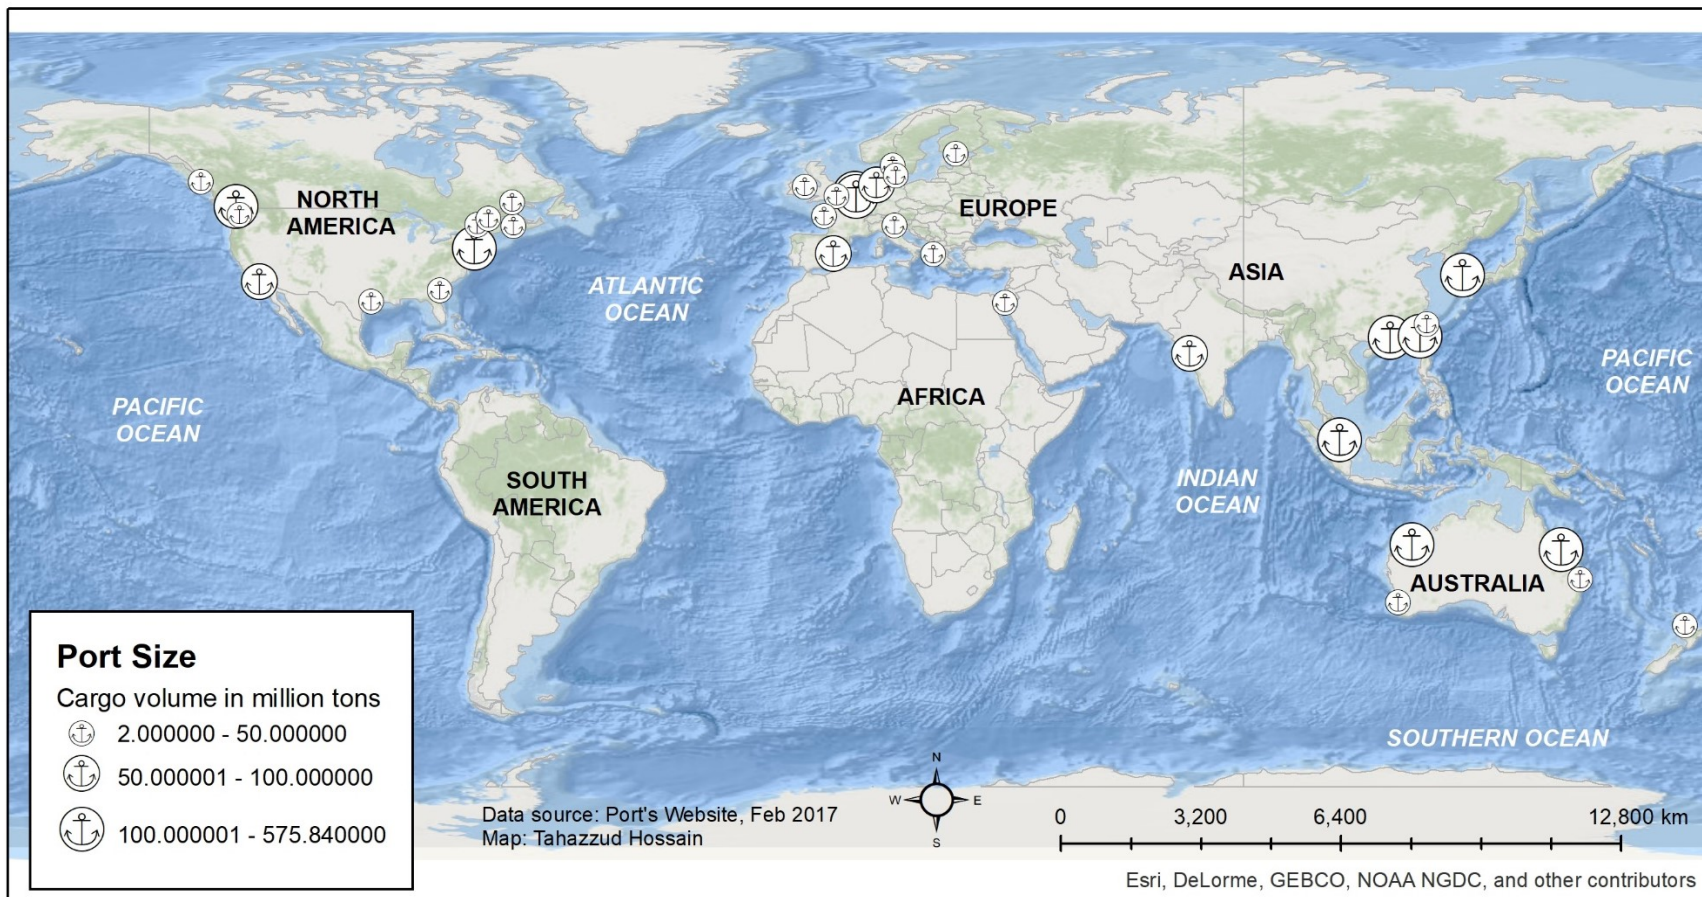 NORTH
AMERICA
EUROPE
ASIA
ATLANTIC
OCEAN
PACIFIC
OCEAN
AFRICA
PACIFIC
OCEAN
SOUTH
AMERICA
INDIAN
OCEAN
AUSTRALIA
SOUTHERN OCEAN
Port Size
Cargo volume in million tons
2.000000 - 50.000000
50.000001 - 100.000000
100.000001 - 575.840000
Data source: Port's Website, Feb 2017
Map: Tahazzud Hossain
N
W E
S
0 3,200 6,400 12,800 km
Esri, DeLorme, GEBCO, NOAA NGDC, and other contributors